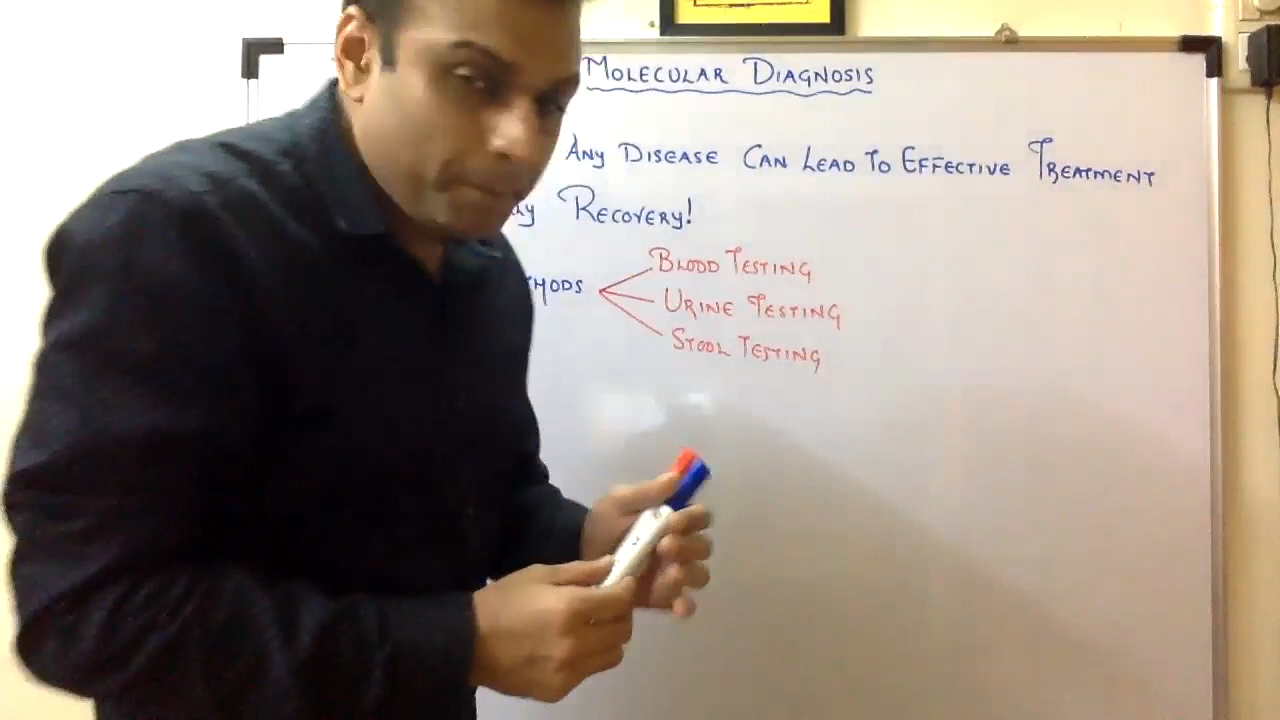 MOLECULAR DIAGNOSIS
ANY DISEASE CAN LEAD TO EFFECTIVE TREATMENT
RECOVERY!
BLOOD TESTING
URINE TESTING
STOOL TESTING